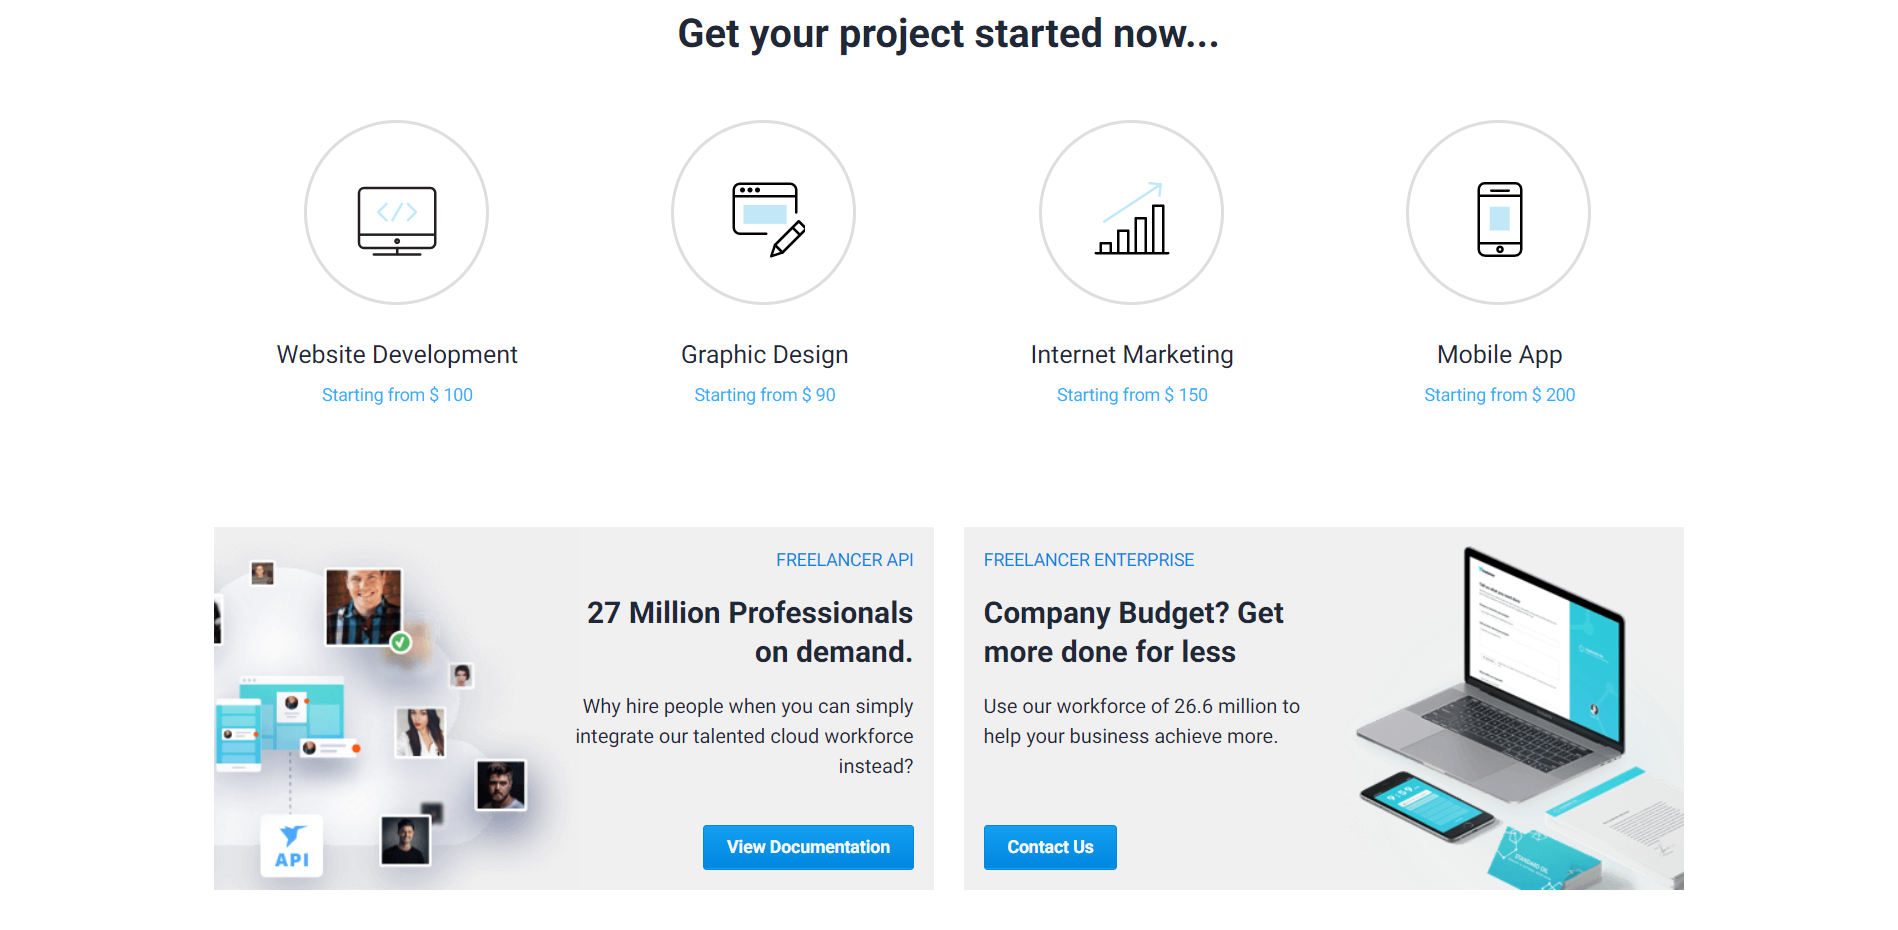 Get your project started now...
Website Development
Starting from $ 100
Graphic Design
Starting from $ 90
Internet Marketing
Starting from $ 150
Mobile App
Starting from $ 200
FREELANCER API
27 Million Professionals
on demand.
Why hire people when you can simply
integrate our talented cloud workforce
instead?
View Documentation
API
FREELANCER ENTERPRISE
Company Budget? Get
more done for less
Use our workforce of 26.6 million to
help your business achieve more.
Contact Us
STANDARD OIL